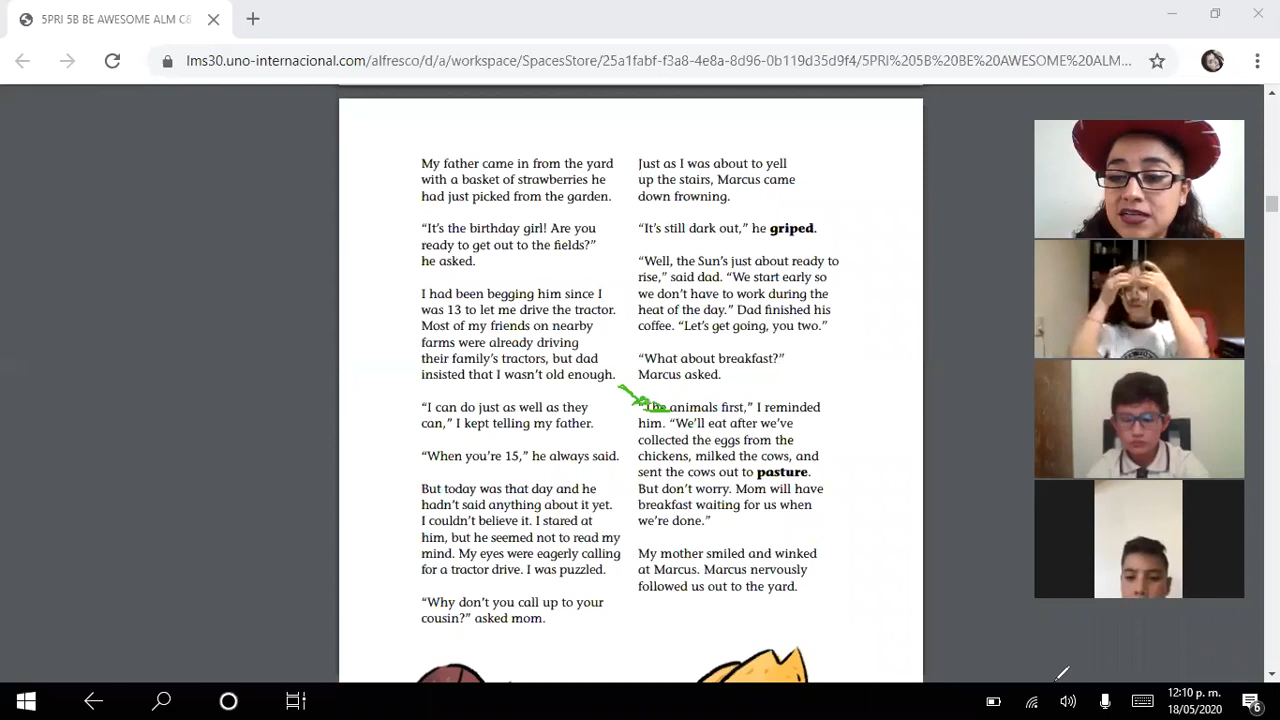 5PRI 5B BE AWESOME ALM C8
lms30.uno-internacional.com/alfresco/d/a/workspace/SpacesStore/25a1fabf-f3a8-4e8a-8d96-0b119d35d9f4/5PRI%205B%20BE%20AWESOME%20ALM...
My father came in from the yard
with a basket of strawberries he
had just picked from the garden.
“It’s the birthday girl! Are you
ready to get out to the fields?”
he asked.
I had been begging him since I
was 13 to let me drive the tractor.
Most of my friends on nearby
farms were already driving
their family’s tractors, but dad
insisted that I wasn’t old enough.
“I can do just as well as they
can,” I kept telling my father.
“When you’re 15,” he always said.
But today was that day and he
hadn’t said anything about it yet.
I couldn’t believe it. I stared at
him, but he seemed not to read my
mind. My eyes were eagerly calling
for a tractor drive. I was puzzled.
“Why don’t you call up to your
cousin?” asked mom.
Just as I was about to yell
up the stairs, Marcus came
down frowning.
“It’s still dark out,” he griped.
“Well, the Sun’s just about ready to
rise,” said dad. “We start early so
we don’t have to work during the
heat of the day.” Dad finished his
coffee. “Let’s get going, you two.”
“What about breakfast?”
Marcus asked.
“The animals first,” I reminded
him. “We’ll eat after we’ve
collected the eggs from the
chickens, milked the cows, and
sent the cows out to pasture.
But don’t worry. Mom will have
breakfast waiting for us when
we’re done.”
My mother smiled and winked
at Marcus. Marcus nervously
followed us out to the yard.
12:10 p. m.
18/05/2020
6